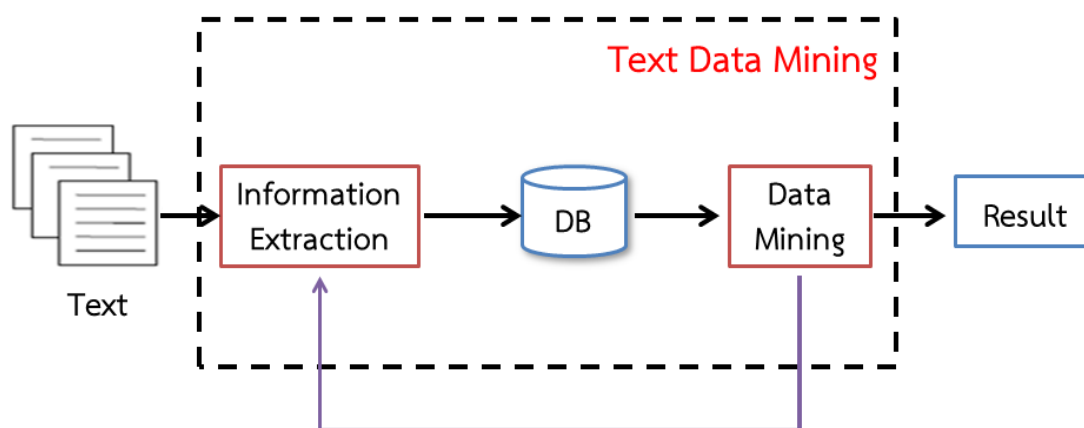 Text Data Mining
Text
Information
Extraction
DB
Data
Mining
Result